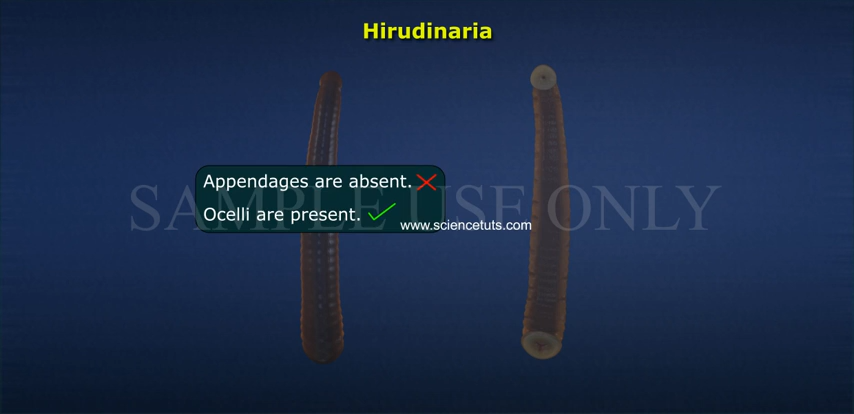 Hirudinaria
Appendages are absent.
SAMPLE USE ONLY
Ocelli are present.
www.sciencetuts.com